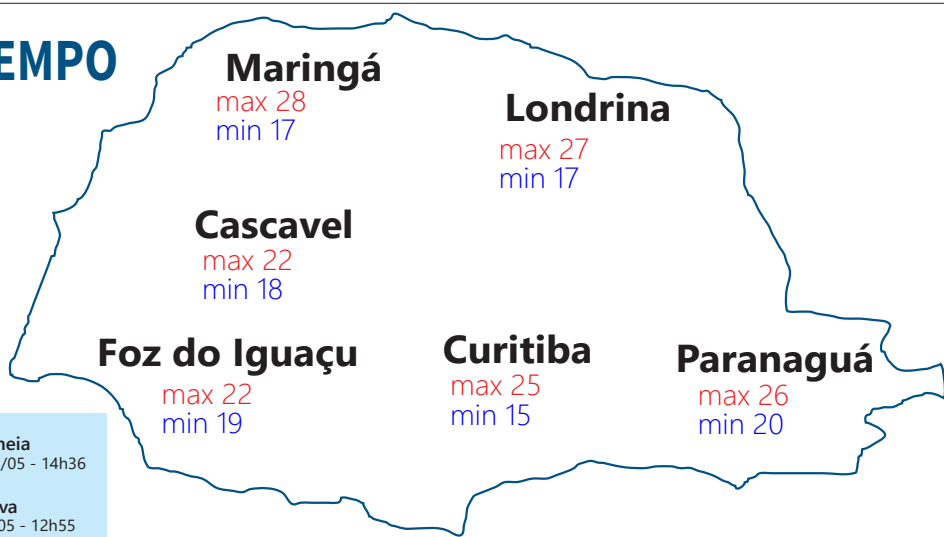 EMPO
Maringá
max 28
min 17
Londrina
max 27
min 17
Cascavel
max 22
min 18
Foz do Iguaçu
max 22
min 19
Curitiba
max 25
min 15
Paranaguá
max 26
min 20
heia
/05 - 14h36
va
05 - 12h55